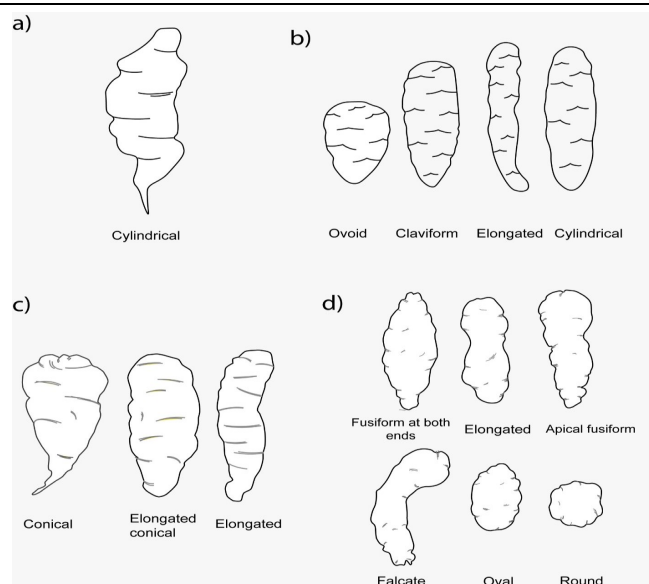 a)
Cylindrical
b)
Ovoid Claviform Elongated Cylindrical
c)
Conical Elongated conical Elongated
d)
Fusiform at both ends Elongated Apical fusiform
Falcate Oval Round